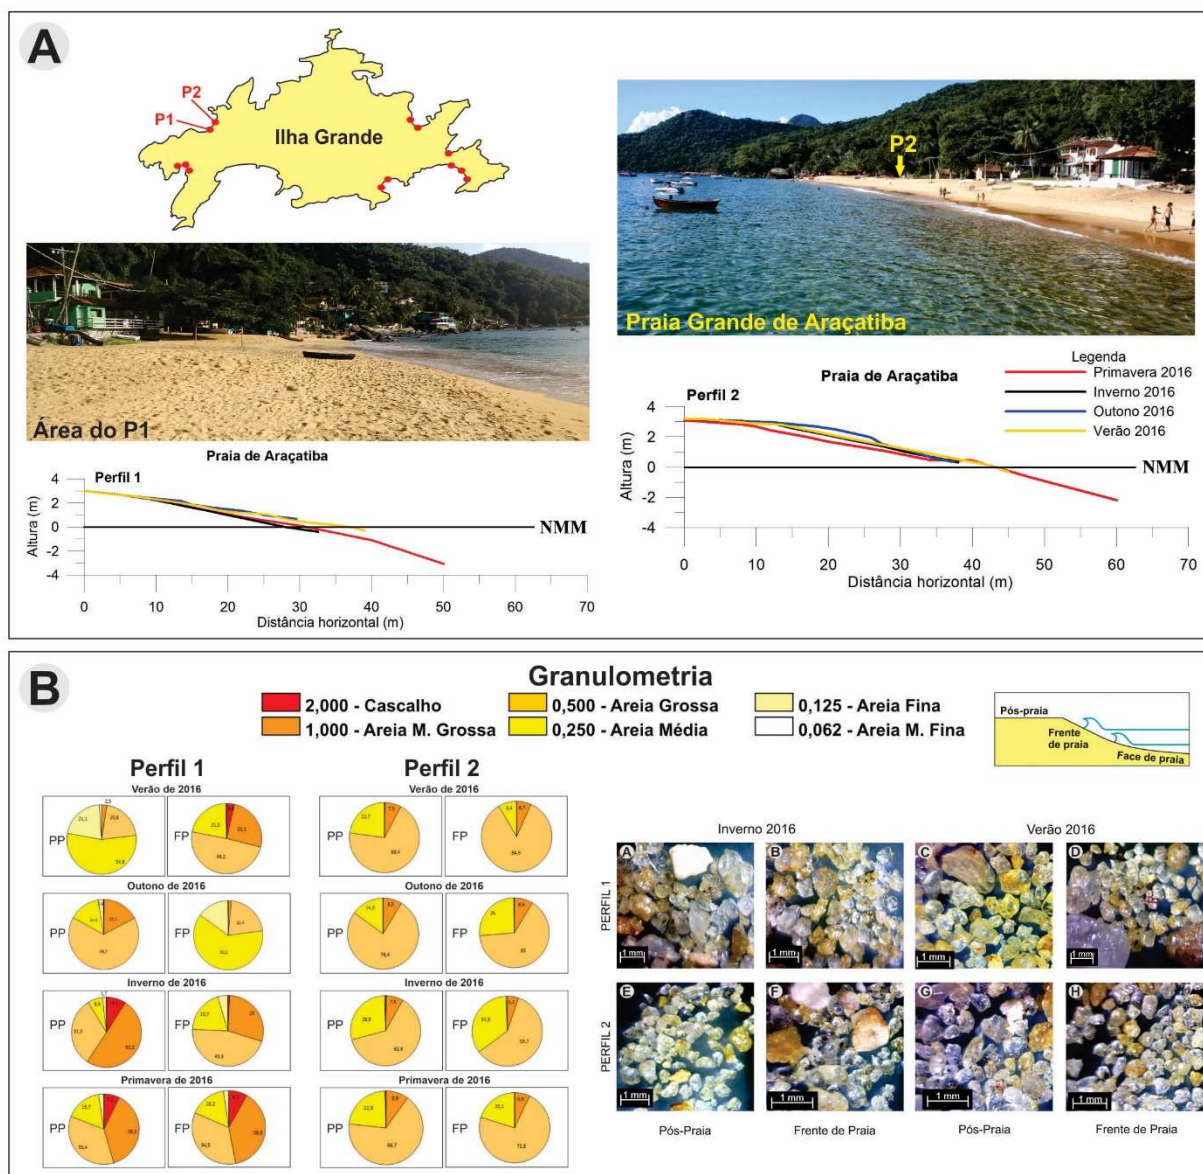 A
P2
P1
Ilha Grande
P2
Praia Grande de Araçatiba
Área do P1
Praia de Araçatiba
Perfil 1
Altura (m)
4
2
0
-2
-4
NMM
0 10 20 30 40 50 60 70
Distância horizontal (m)
Legenda
Primavera 2016
Inverno 2016
Outono 2016
Verão 2016
Praia de Araçatiba
Perfil 2
Altura (m)
4
2
0
-2
-4
NMM
0 10 20 30 40 50 60 70
Distância horizontal (m)
B
Granulometria
2,000 - Cascalho
0,500 - Areia Grossa
0,125 - Areia Fina
1,000 - Areia M. Grossa
0,250 - Areia Média
0,062 - Areia M. Fina
Pós-praia
Frente de praia
Face de praia
Perfil 1
Perfil 2
Verão de 2016
PP
FP
Verão de 2016
PP
FP
Outono de 2016
PP
FP
Outono de 2016
PP
FP
Inverno de 2016
PP
FP
Inverno de 2016
PP
FP
Primavera de 2016
PP
FP
Primavera de 2016
PP
FP
Inverno 2016
Verão 2016
PERFIL 1
A
B
C
D
1 mm
1 mm
1 mm
1 mm
PERFIL 2
E
F
G
H
1 mm
1 mm
1 mm
1 mm
Pós-Praia
Frente de Praia
Pós-Praia
Frente de Praia